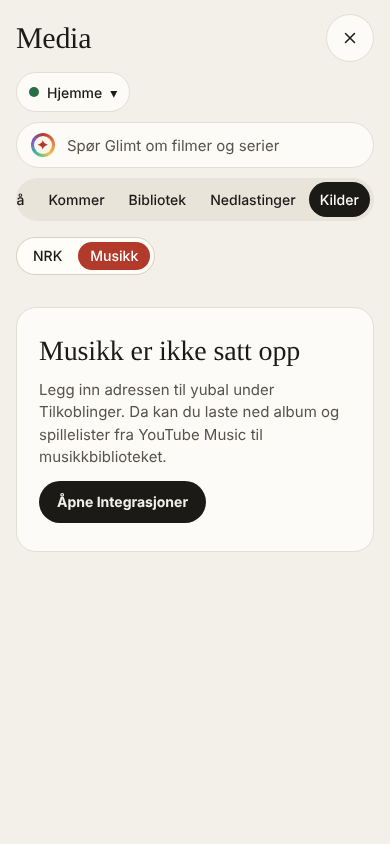 Media
Hjemme
Spør Glimt om filmer og serier
å Kommer Bibliotek Nedlastinger Kilder
NRK Musikk
Musikk er ikke satt opp
Legg inn adressen til yubal under
Tilkoblinger. Da kan du laste ned album og
spillelister fra YouTube Music til
musikkbiblioteket.
Åpne Integrasjoner